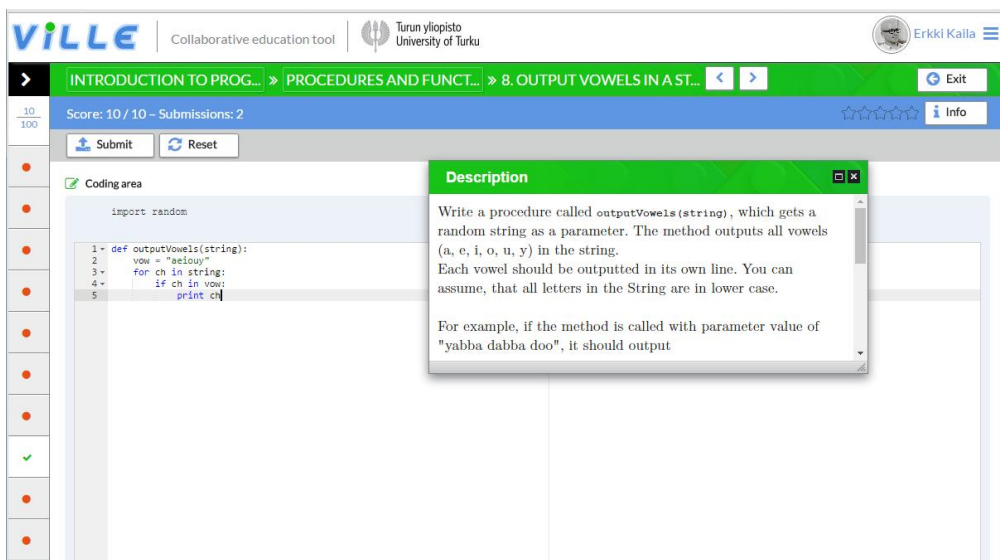 ViLLE
Collaborative education tool
Turun yliopisto
University of Turku
Erkki Kaila
INTRODUCTION TO PROG... » PROCEDURES AND FUNCT... » 8. OUTPUT VOWELS IN A ST... < >
Exit
10
100
Score: 10 / 10 – Submissions: 2
i Info
Submit
Reset
Coding area
import random
1 def outputVowels(string):
2 vow = "aeiouy"
3 for ch in string:
4 if ch in vow:
5 print ch
Description
Write a procedure called outputVowels(string), which gets a
random string as a parameter. The method outputs all vowels
(a, e, i, o, u, y) in the string.
Each vowel should be outputted in its own line. You can
assume, that all letters in the String are in lower case.
For example, if the method is called with parameter value of
"yabba dabba doo", it should output